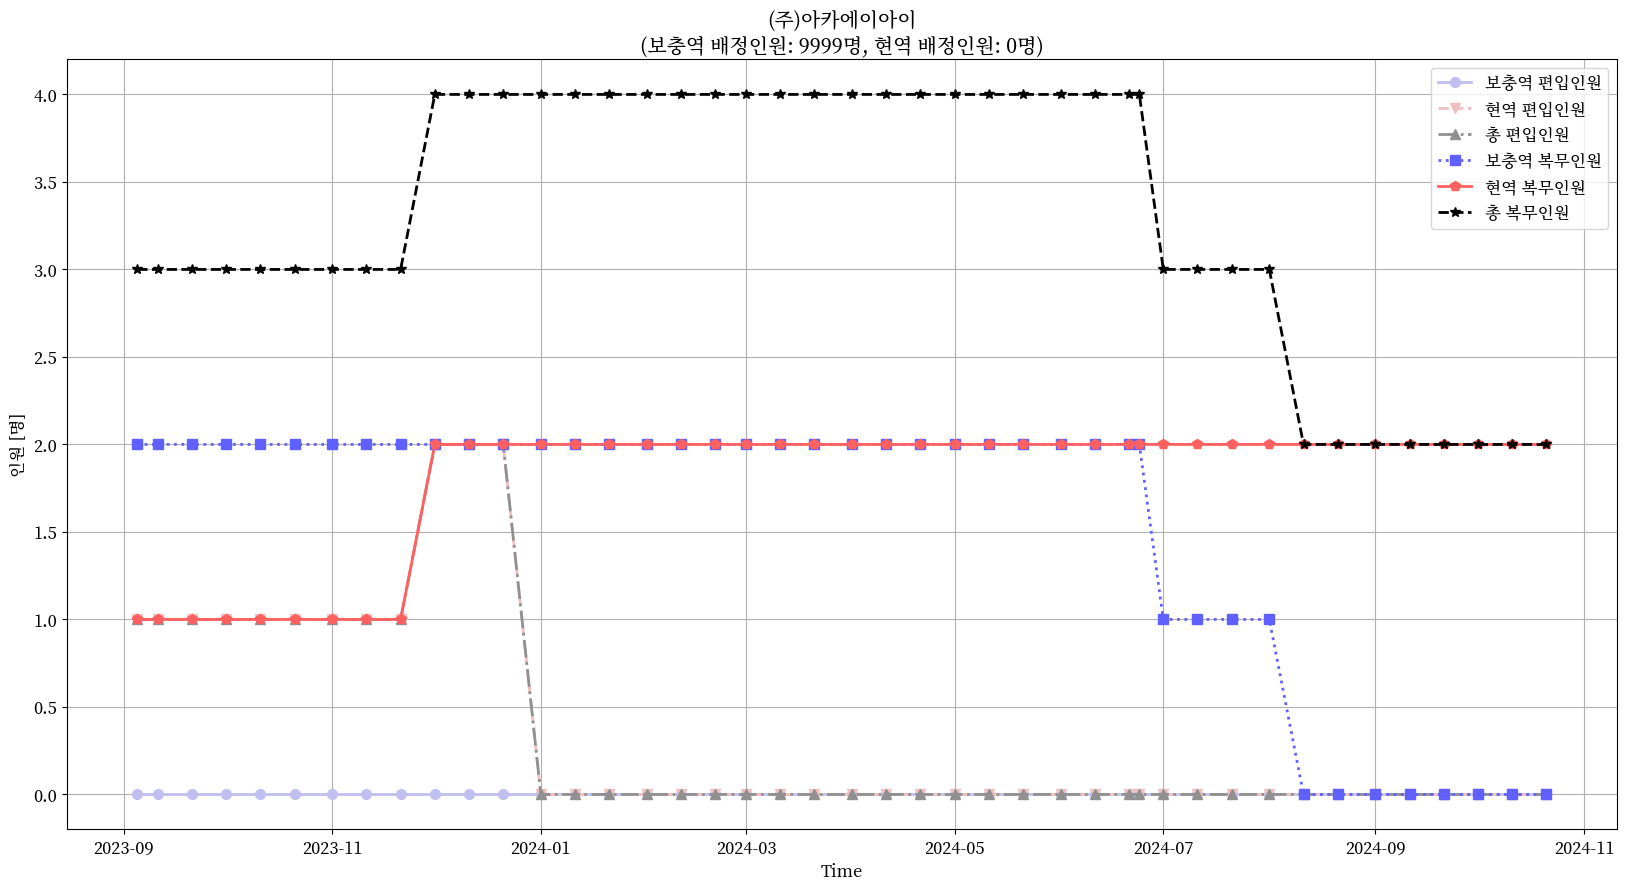 (주)아카에이아이
(보충역 배정인원: 9999명, 현역 배정인원: 0명)
보충역 편입인원
현역 편입인원
총 편입인원
보충역 복무인원
현역 복무인원
총 복무인원
인원 [명]
4.0
3.5
3.0
2.5
2.0
1.5
1.0
0.5
0.0
2023-09
2023-11
2024-01
2024-03
2024-05
2024-07
2024-09
2024-11
Time